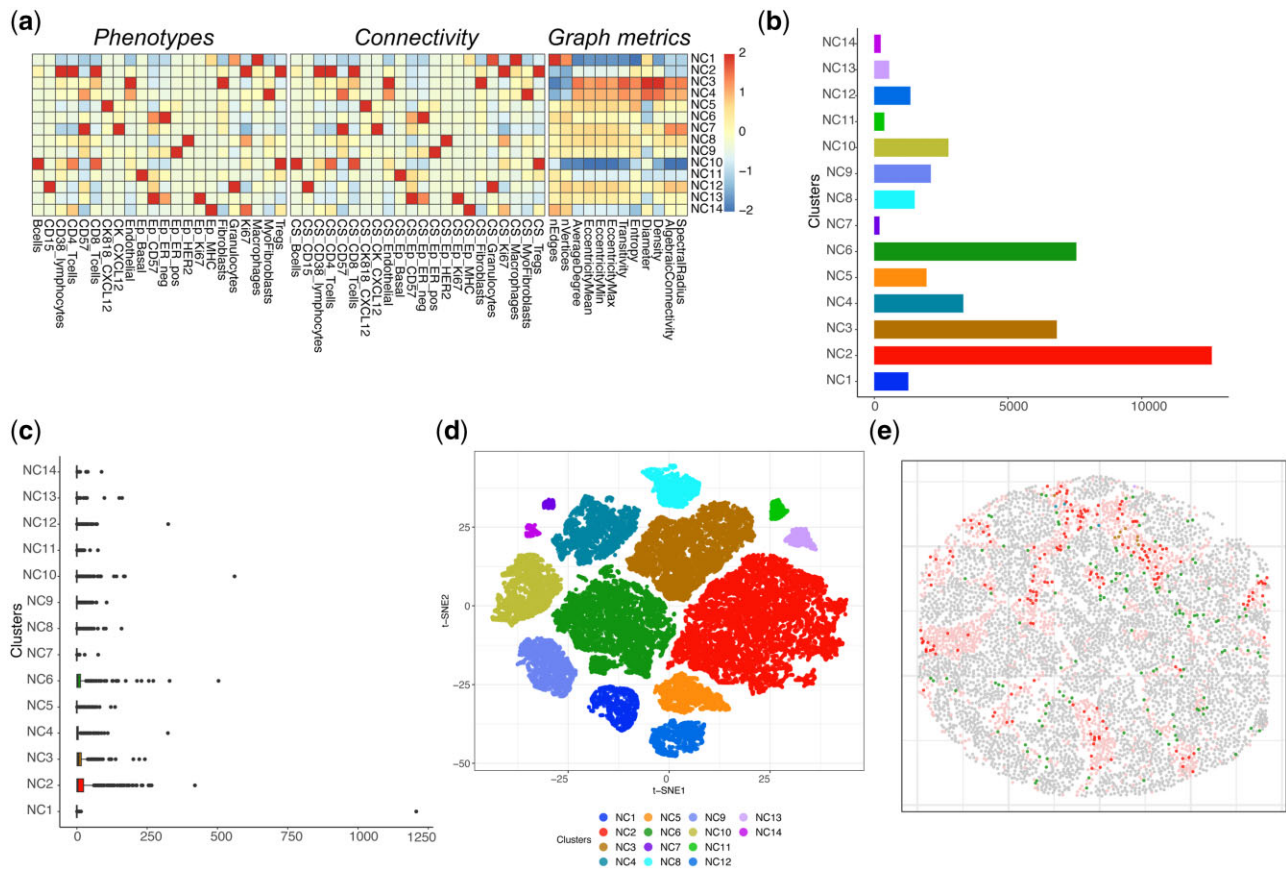 (a)
Phenotypes
Connectivity
Graph metrics
NC1
NC2
NC3
NC4
NC5
NC6
NC7
NC8
NC9
NC10
NC11
NC12
NC13
NC14
2
1
0
−1
−2
Bcells
CD15
CD38_lymphocytes
CD4_Tcells
CD57
CD8_Tcells
CK818_CXCL12
CK_CXCL12
Endothelial
Ep_Basal
Ep_CD57
Ep_ER_neg
Ep_ER_pos
Ep_HER2
Ep_Ki67
Ep_MHC
Fibroblasts
Granulocytes
Ki67
Macrophages
MyoFibroblasts
Tregs
CS_Bcells
CS_CD15
CS_CD38_lymphocytes
CS_CD4_Tcells
CS_CD57
CS_CD8_Tcells
CS_CK818_CXCL12
CS_CK_CXCL12
CS_Endothelial
CS_Ep_Basal
CS_Ep_CD57
CS_Ep_ER_neg
CS_Ep_ER_pos
CS_Ep_HER2
CS_Ep_Ki67
CS_Ep_MHC
CS_Fibroblasts
CS_Granulocytes
CS_Ki67
CS_Macrophages
CS_MyoFibroblasts
CS_Tregs
nEdges
nVertices
AverageDegree
EccentricityMean
EccentricityMin
EccentricityMax
Transitivity
Entropy
Diameter
Density
AlgebraicConnectivity
SpectralRadius
(b)
Clusters
NC14
NC13
NC12
NC11
NC10
NC9
NC8
NC7
NC6
NC5
NC4
NC3
NC2
NC1
0
5000
10000
(c)
Clusters
NC14
NC13
NC12
NC11
NC10
NC9
NC8
NC7
NC6
NC5
NC4
NC3
NC2
NC1
0
250
500
750
1000
1250
(d)
t−SNE2
25
0
−25
−50
−25
0
25
t−SNE1
Clusters
NC1
NC5
NC9
NC13
NC2
NC6
NC10
NC14
NC3
NC7
NC11
NC4
NC8
NC12
(e)